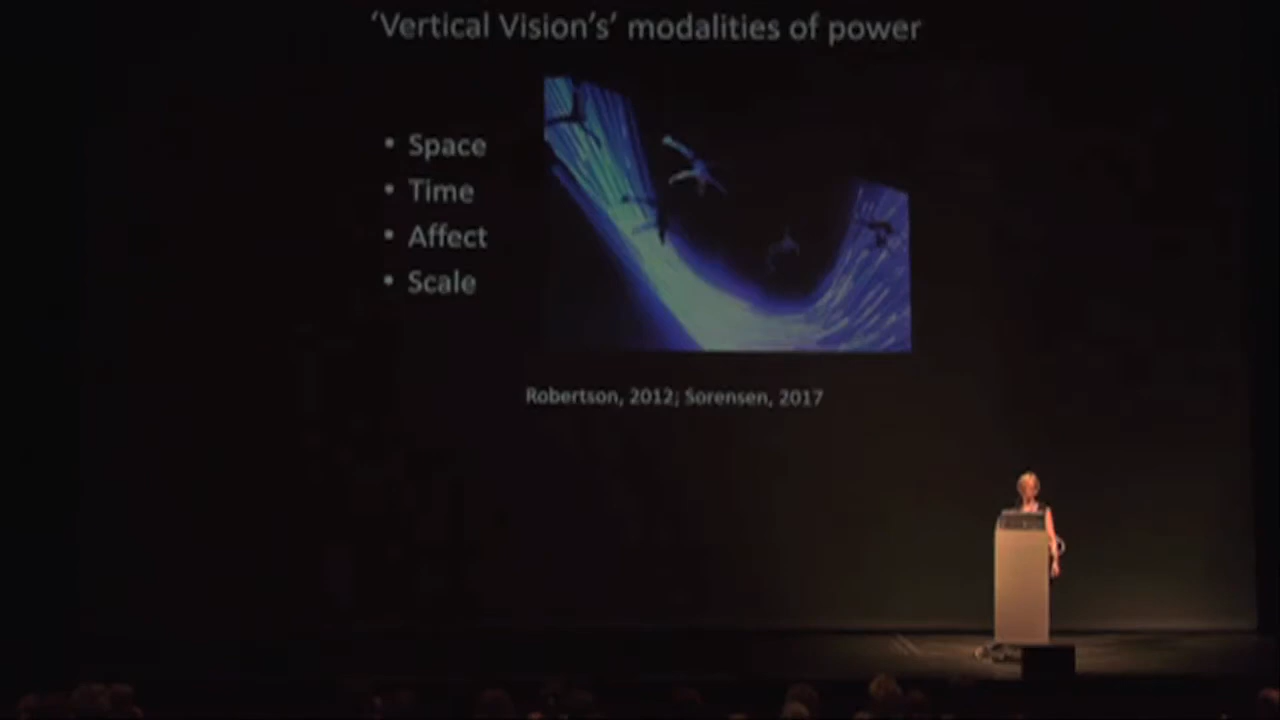 ‘Vertical Vision’s’ modalities of power
• Space
• Time
• Affect
• Scale
Robertson, 2012; Sorensen, 2017